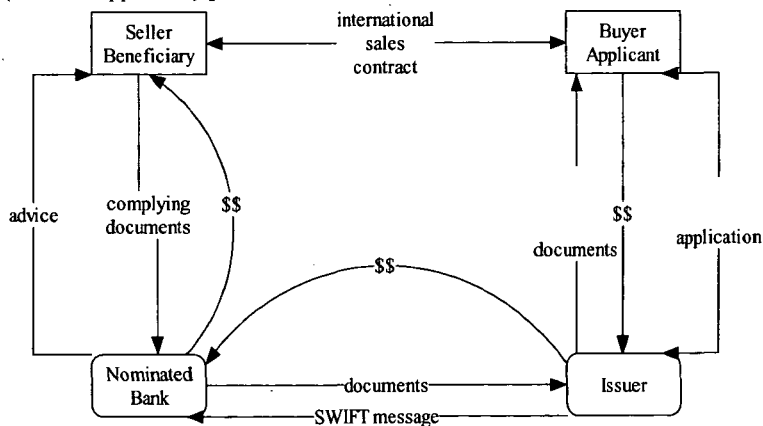 Seller
Beneficiary
international
sales
contract
Buyer
Applicant
advice
complying
documents
$$
$$
$$
documents
application
Nominated
Bank
documents
SWIFT message
Issuer